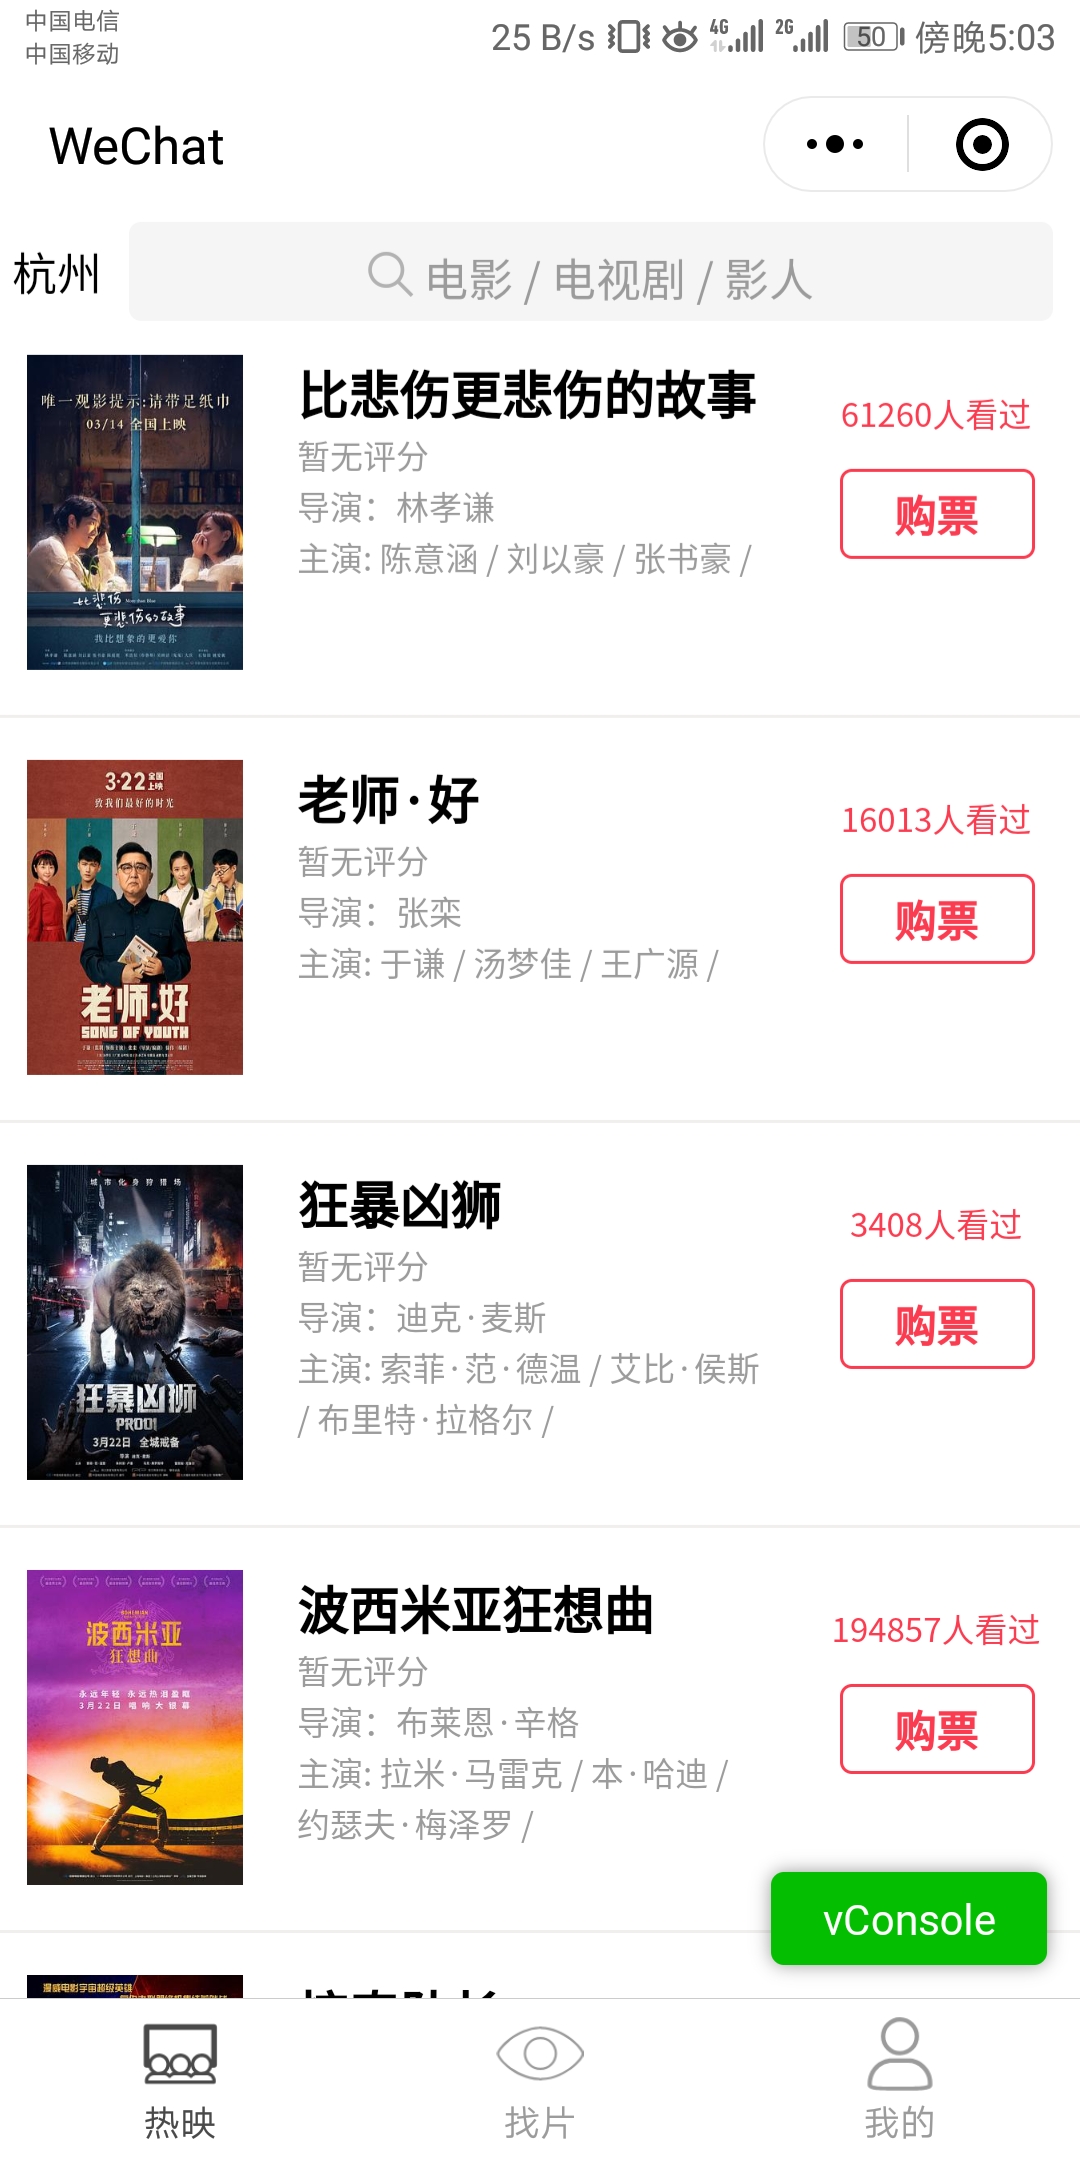 中国电信
中国移动
25 B/s 4G 2G 50 傍晚5:03
WeChat
杭州
电影 / 电视剧 / 影人
唯一观影提示:请带足纸巾
03/14 全国上映
比悲伤
More than Blue
更悲伤的故事
我比想象的更爱你
比悲伤更悲伤的故事
暂无评分
导演：林孝谦
主演: 陈意涵 / 刘以豪 / 张书豪 /
61260人看过
购票
3·22 全国上映
致我们最好的时光
老师·好
SONG OF YOUTH
老师·好
暂无评分
导演：张栾
主演: 于谦 / 汤梦佳 / 王广源 /
16013人看过
购票
城市化身狩猎场
狂暴凶狮
PROOI
3月22日 全城戒备
狂暴凶狮
暂无评分
导演：迪克·麦斯
主演: 索菲·范·德温 / 艾比·侯斯
/ 布里特·拉格尔 /
3408人看过
购票
波西米亚
狂想曲
永远年轻 永远热泪盈眶
3月22日 唱响大银幕
波西米亚狂想曲
暂无评分
导演：布莱恩·辛格
主演: 拉米·马雷克 / 本·哈迪 /
约瑟夫·梅泽罗 /
194857人看过
购票
vConsole
漫威电影宇宙超级英雄
热映
找片
我的